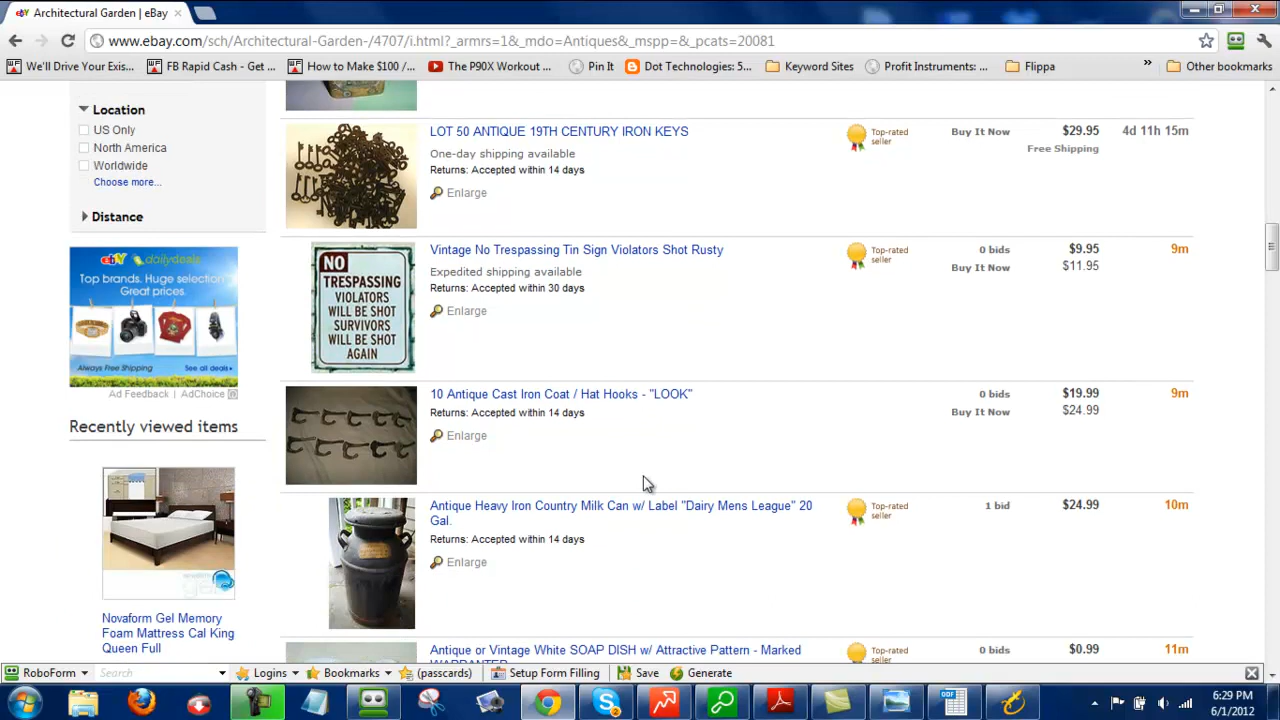 Architectural Garden | eBay
www.ebay.com/sch/Architectural-Garden-/4707/i.html?_armrs=1&_mdo=Antiques&_mspp=&_pcats=20081
We'll Drive Your Exis... FB Rapid Cash - Get ... How to Make $100 /... The P90X Workout ... Pin It Dot Technologies: 5... Keyword Sites Profit Instruments: ... Flippa » Other bookmarks
Location
US Only
North America
Worldwide
Choose more...
Distance
ebay dailydeals
Top brands. Huge selection.
Great prices.
Always Free Shipping See all deals
Ad Feedback | AdChoice
Recently viewed items
Novaform Gel Memory
Foam Mattress Cal King
Queen Full
LOT 50 ANTIQUE 19TH CENTURY IRON KEYS Top-rated seller Buy It Now $29.95 4d 11h 15m
One-day shipping available Free Shipping
Returns: Accepted within 14 days
Enlarge
NO
TRESPASSING
VIOLATORS
WILL BE SHOT
SURVIVORS
WILL BE SHOT
AGAIN
Vintage No Trespassing Tin Sign Violators Shot Rusty Top-rated seller 0 bids $9.95 9m
Expedited shipping available Buy It Now $11.95
Returns: Accepted within 30 days
Enlarge
10 Antique Cast Iron Coat / Hat Hooks - "LOOK" 0 bids $19.99 9m
Returns: Accepted within 14 days Buy It Now $24.99
Enlarge
Antique Heavy Iron Country Milk Can w/ Label "Dairy Mens League" 20 Top-rated seller 1 bid $24.99 10m
Gal.
Returns: Accepted within 14 days
Enlarge
Antique or Vintage White SOAP DISH w/ Attractive Pattern - Marked Top-rated 0 bids $0.99 11m
WARRANTED
RoboForm Search Logins Bookmarks (passcards) Setup Form Filling Save Generate
6:29 PM
6/1/2012